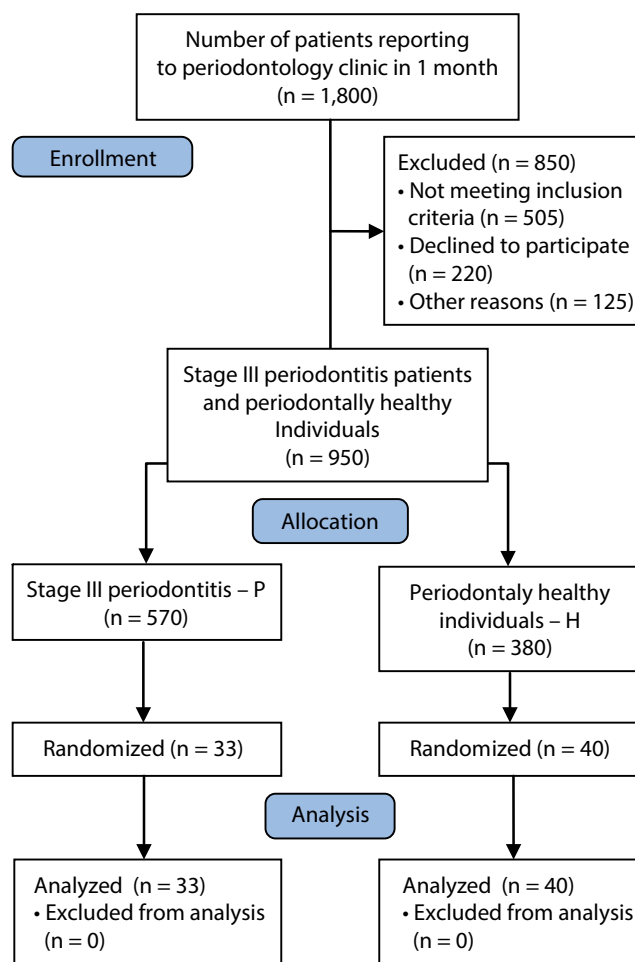 Number of patients reporting
to periodontology clinic in 1 month
(n = 1,800)
Enrollment
Excluded (n = 850)
• Not meeting inclusion
criteria (n = 505)
• Declined to participate
(n = 220)
• Other reasons (n = 125)
Stage III periodontitis patients
and periodontally healthy
Individuals
(n = 950)
Allocation
Stage III periodontitis – P
(n = 570)
Periodontaly healthy
individuals – H
(n = 380)
Randomized (n = 33)
Randomized (n = 40)
Analysis
Analyzed (n = 33)
• Excluded from analysis
(n = 0)
Analyzed (n = 40)
• Excluded from analysis
(n = 0)